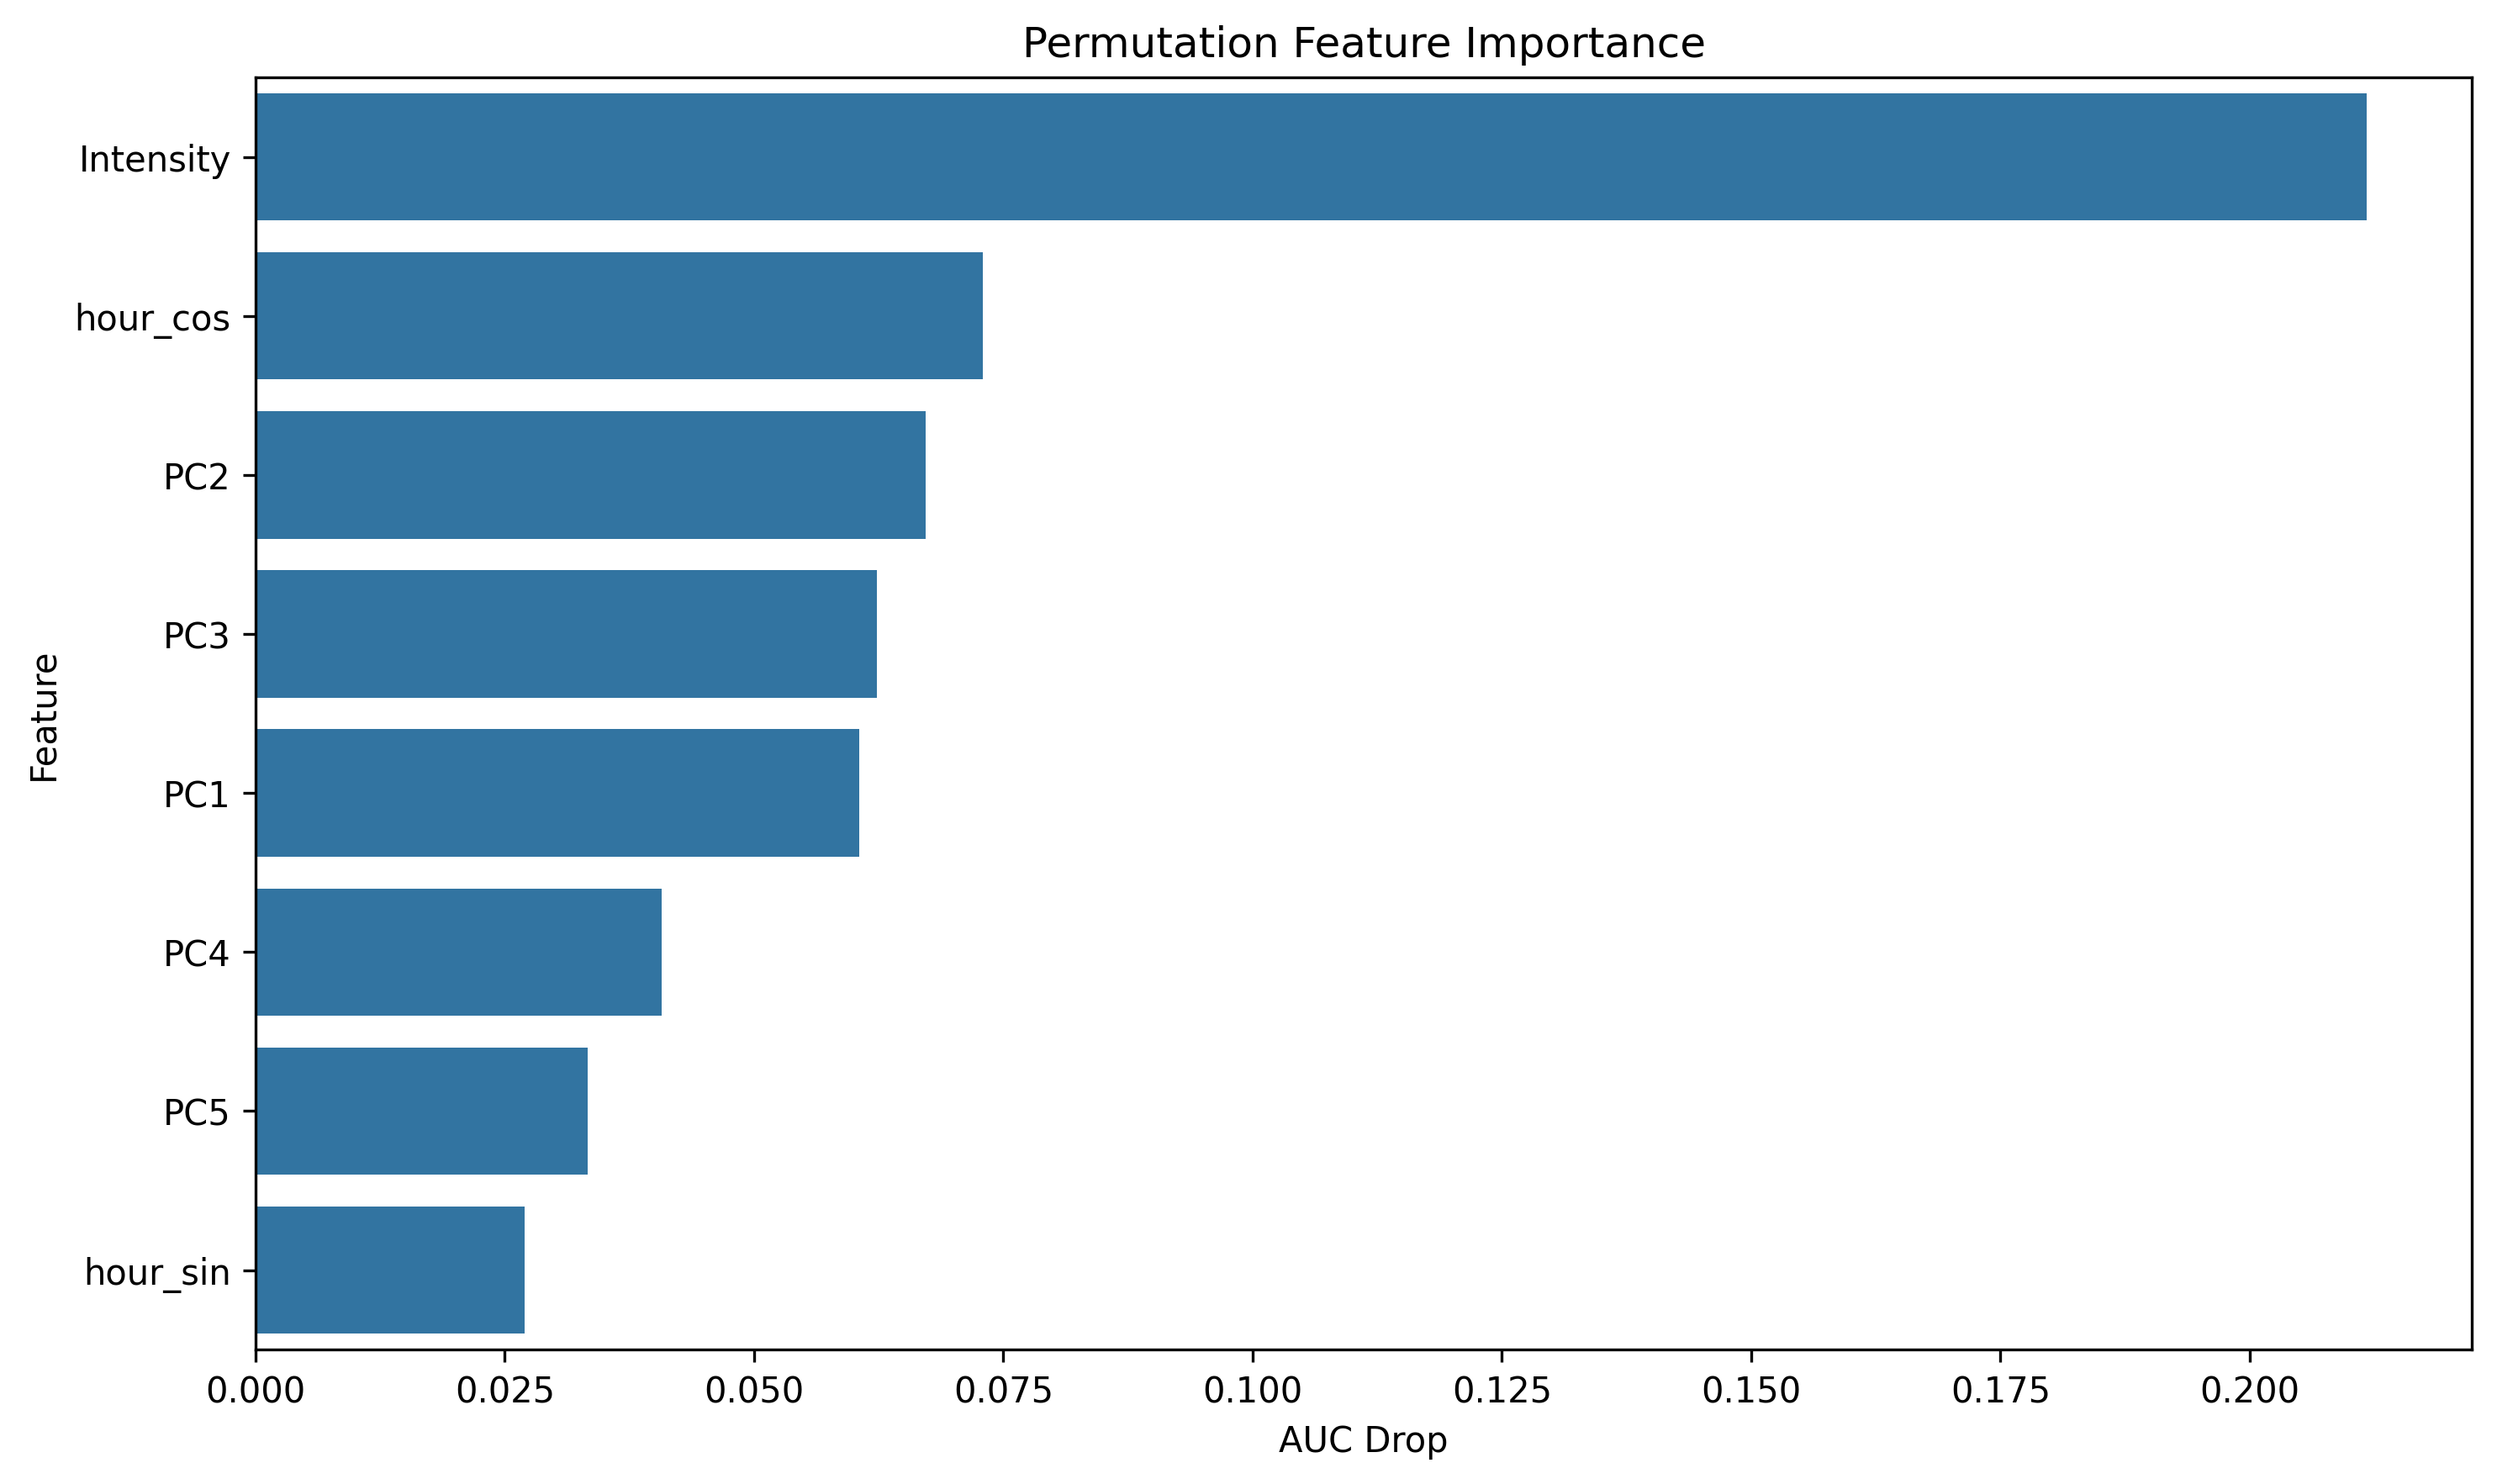 Permutation Feature Importance
Intensity
hour_cos
PC2
PC3
PC1
PC4
PC5
hour_sin
Feature
0.000 0.025 0.050 0.075 0.100 0.125 0.150 0.175 0.200
AUC Drop